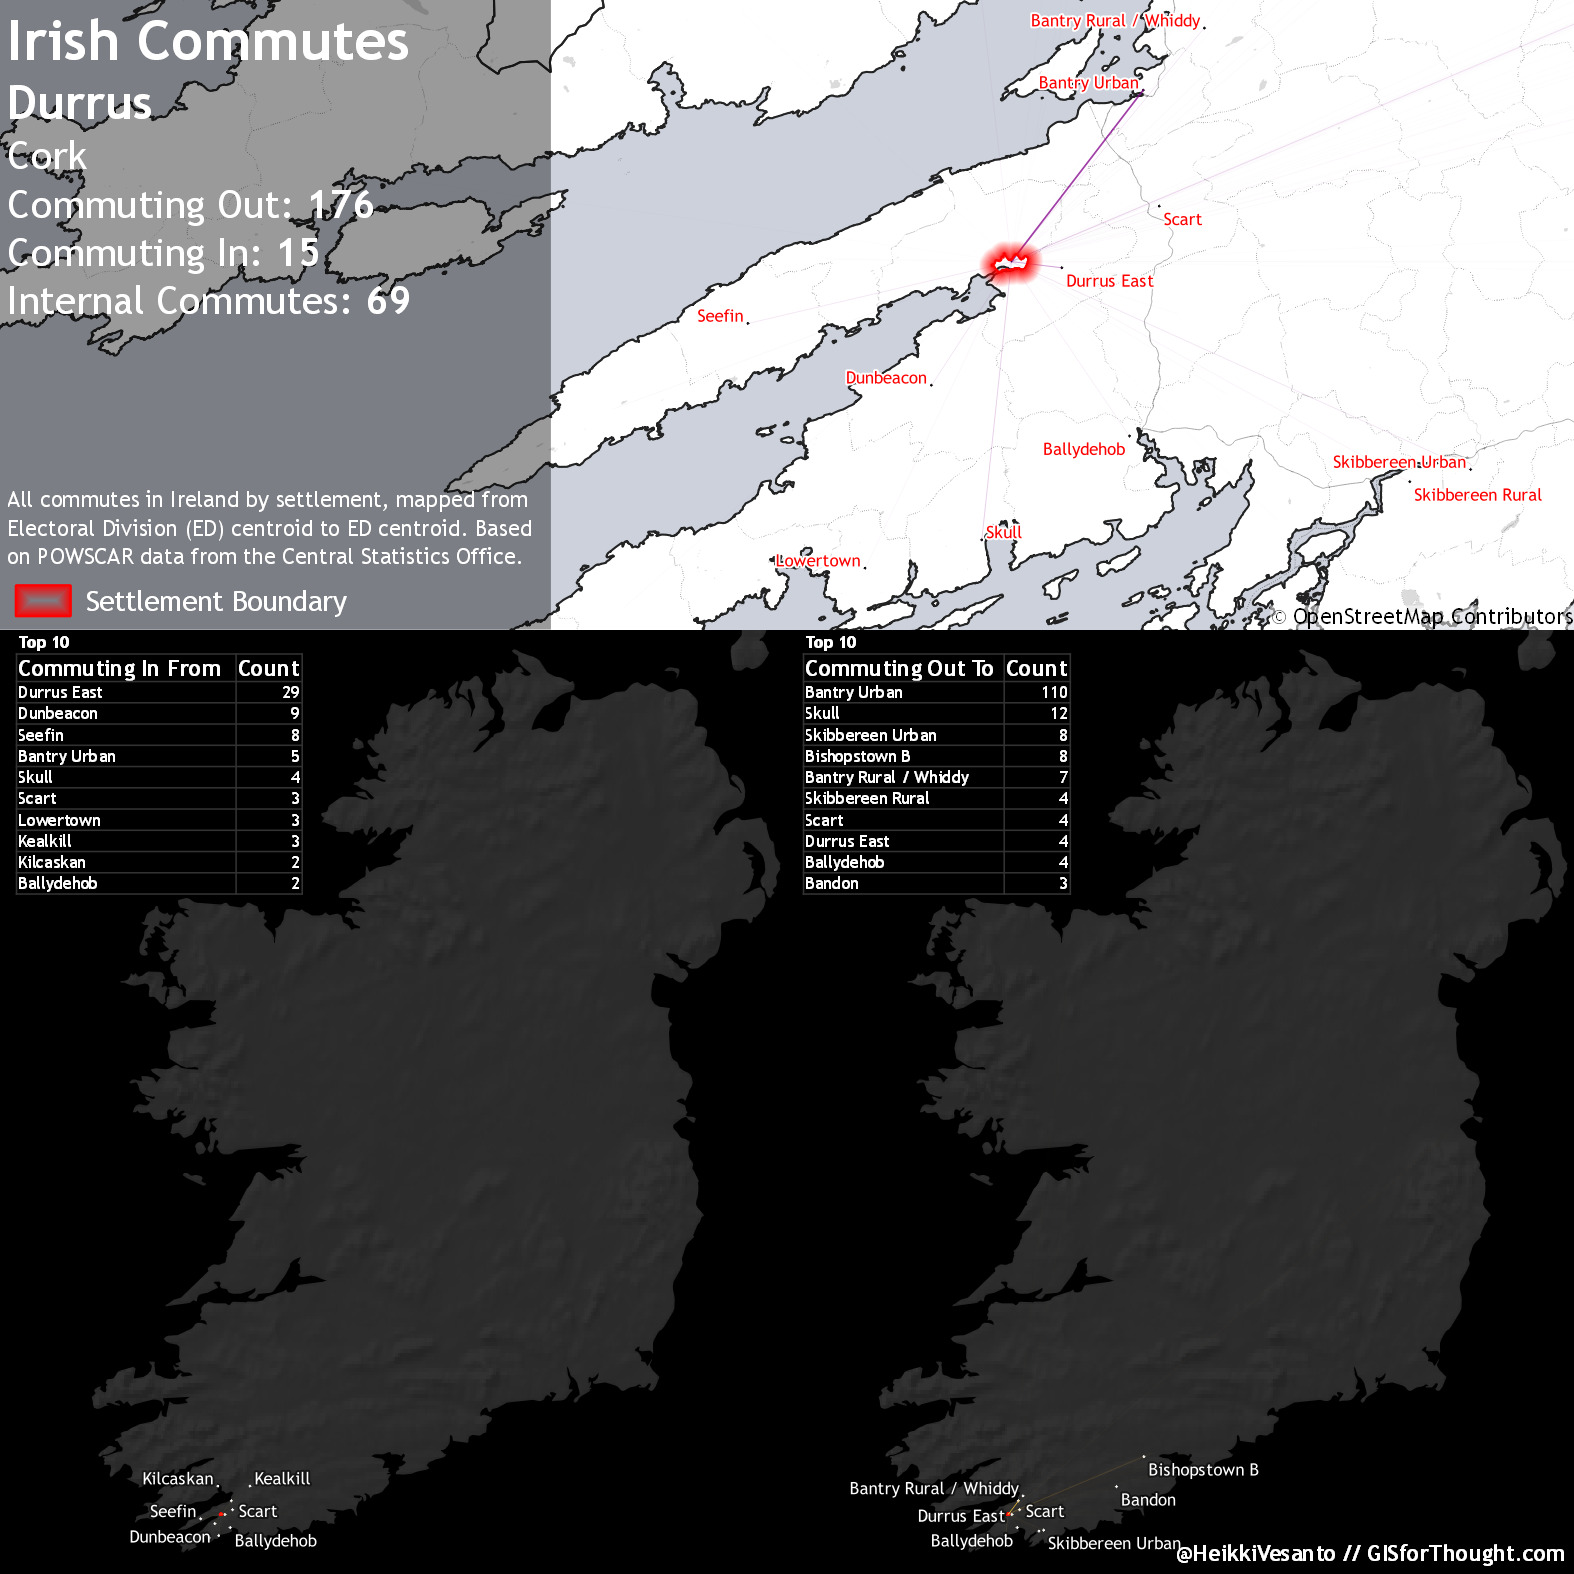 Irish Commutes
Durrus
Cork
Commuting Out: 176
Commuting In: 15
Internal Commutes: 69
All commutes in Ireland by settlement, mapped from
Electoral Division (ED) centroid to ED centroid. Based
on POWSCAR data from the Central Statistics Office.
Settlement Boundary
Bantry Rural / Whiddy
Bantry Urban
Scart
Durrus East
Seefin
Dunbeacon
Ballydehob
Skibbereen Urban
Skibbereen Rural
Skull
Lowertown
© OpenStreetMap Contributors
Top 10
Commuting In From Count
Durrus East 29
Dunbeacon 9
Seefin 8
Bantry Urban 5
Skull 4
Scart 3
Lowertown 3
Kealkill 3
Kilcaskan 2
Ballydehob 2
Top 10
Commuting Out To Count
Bantry Urban 110
Skull 12
Skibbereen Urban 8
Bishopstown B 8
Bantry Rural / Whiddy 7
Skibbereen Rural 4
Scart 4
Durrus East 4
Ballydehob 4
Bandon 3
Kilcaskan
Kealkill
Seefin
Scart
Dunbeacon
Ballydehob
Bishopstown B
Bantry Rural / Whiddy
Bandon
Scart
Durrus East
Ballydehob
Skibbereen Urban
@HeikkiVesanto // GISforThought.com